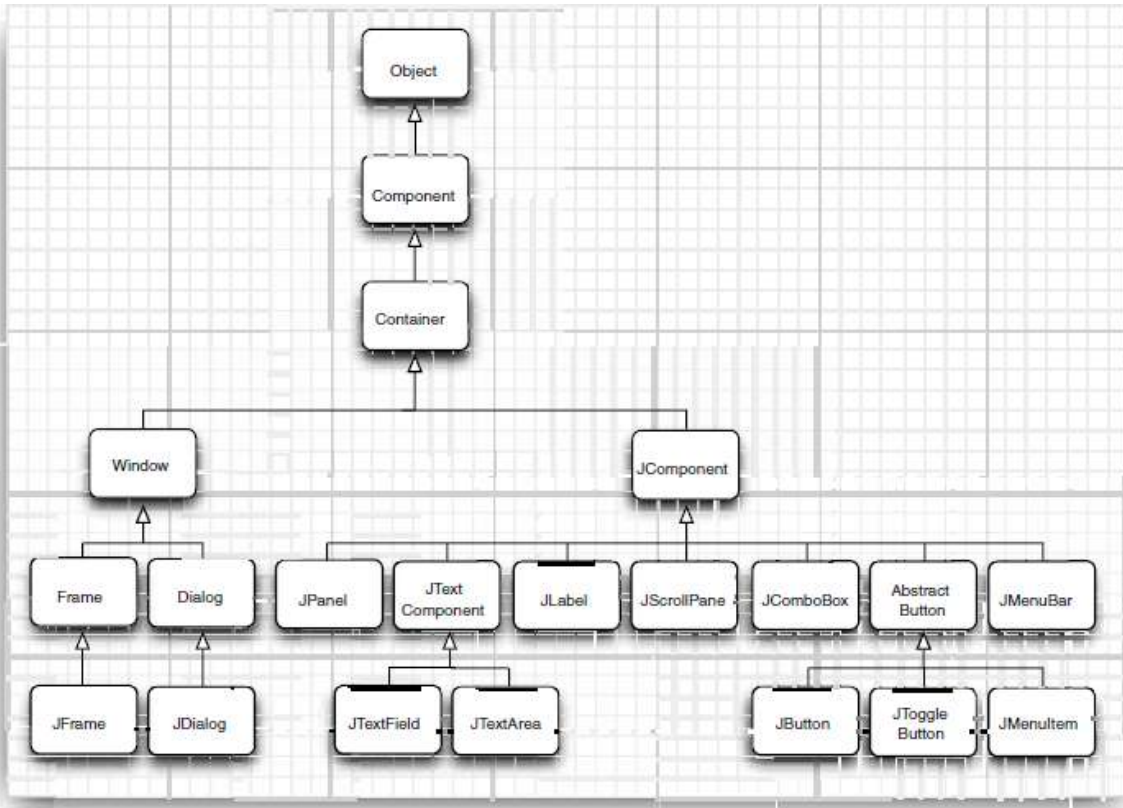 Object
Component
Container
Window
JComponent
Frame
Dialog
JPanel
JText
Component
JLabel
JScrollPane
JComboBox
Abstract
Button
JMenuBar
JFrame
JDialog
JTextField
JTextArea
JButton
JToggle
Button
JMenuItem